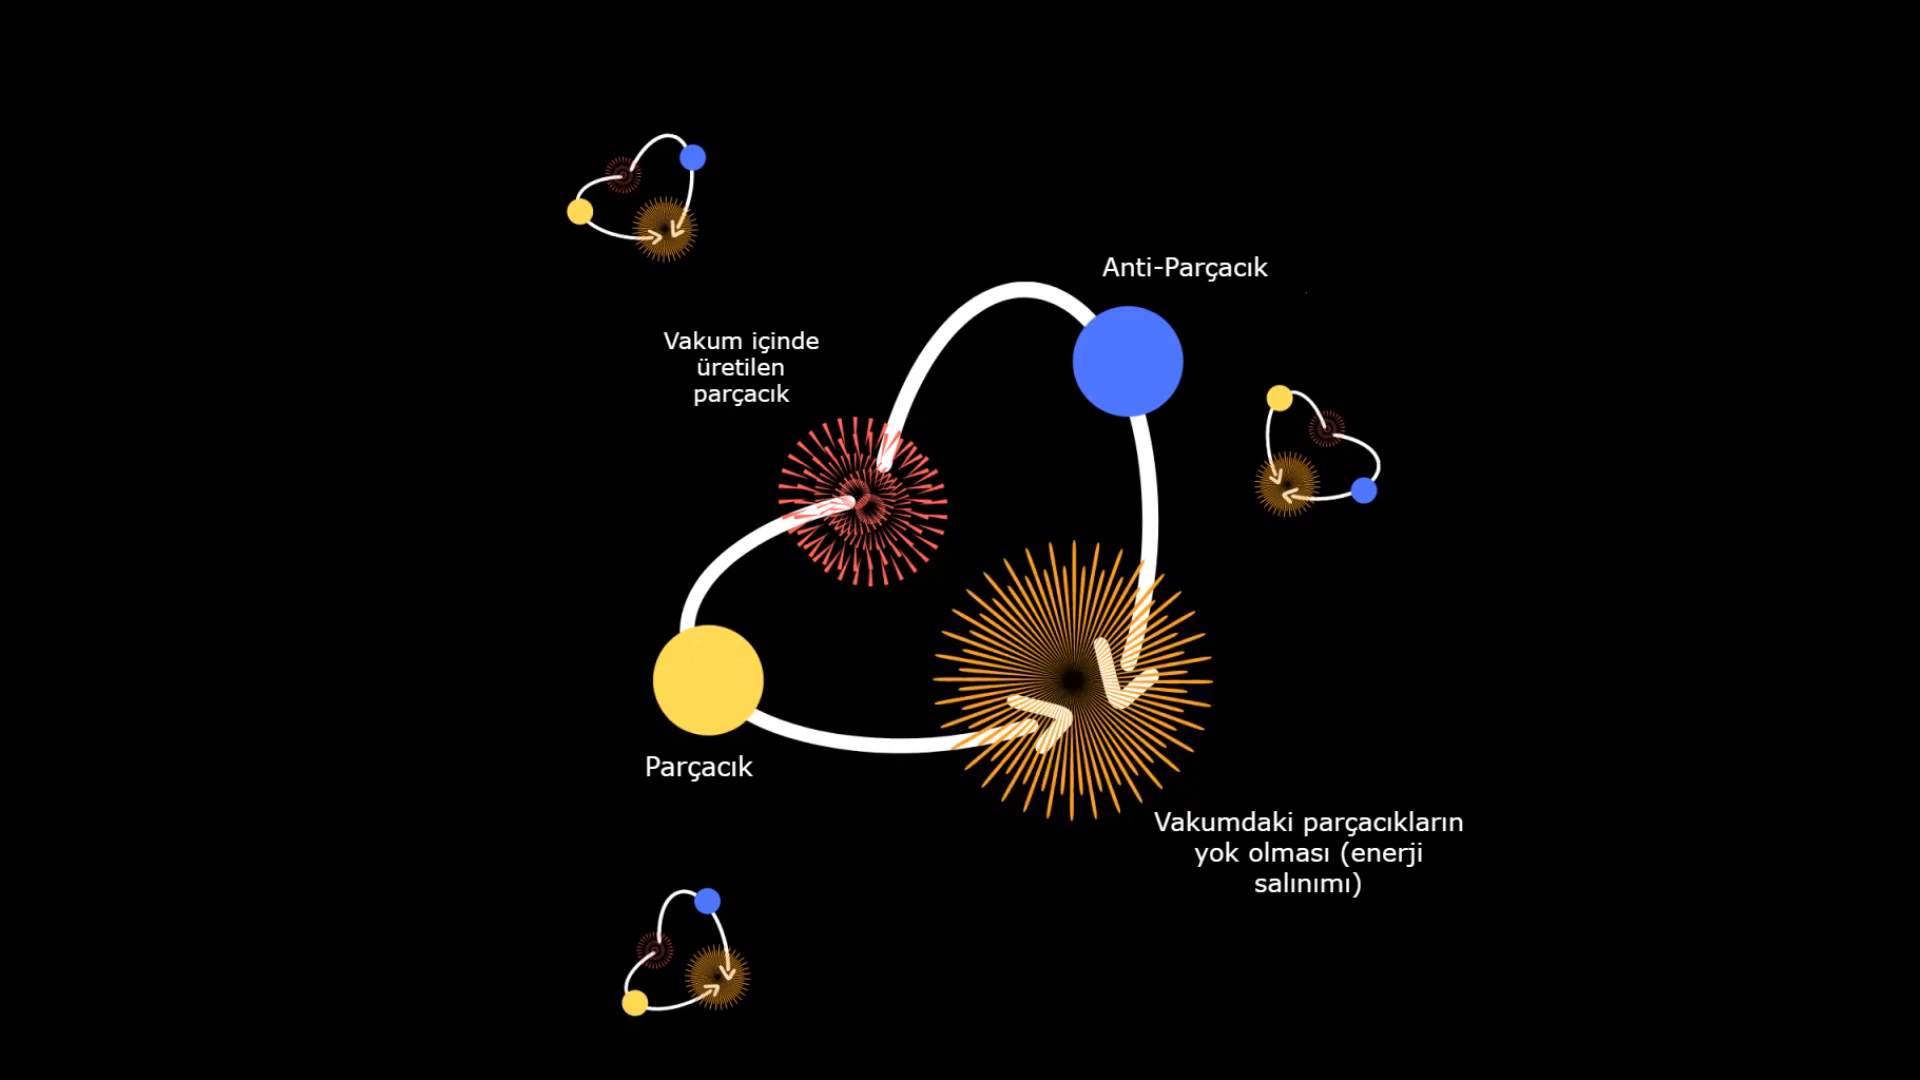 Anti-Parçacık
Vakum içinde
üretilen
parçacık
Parçacık
Vakumdaki parçacıkların
yok olması (enerji
salınımı)